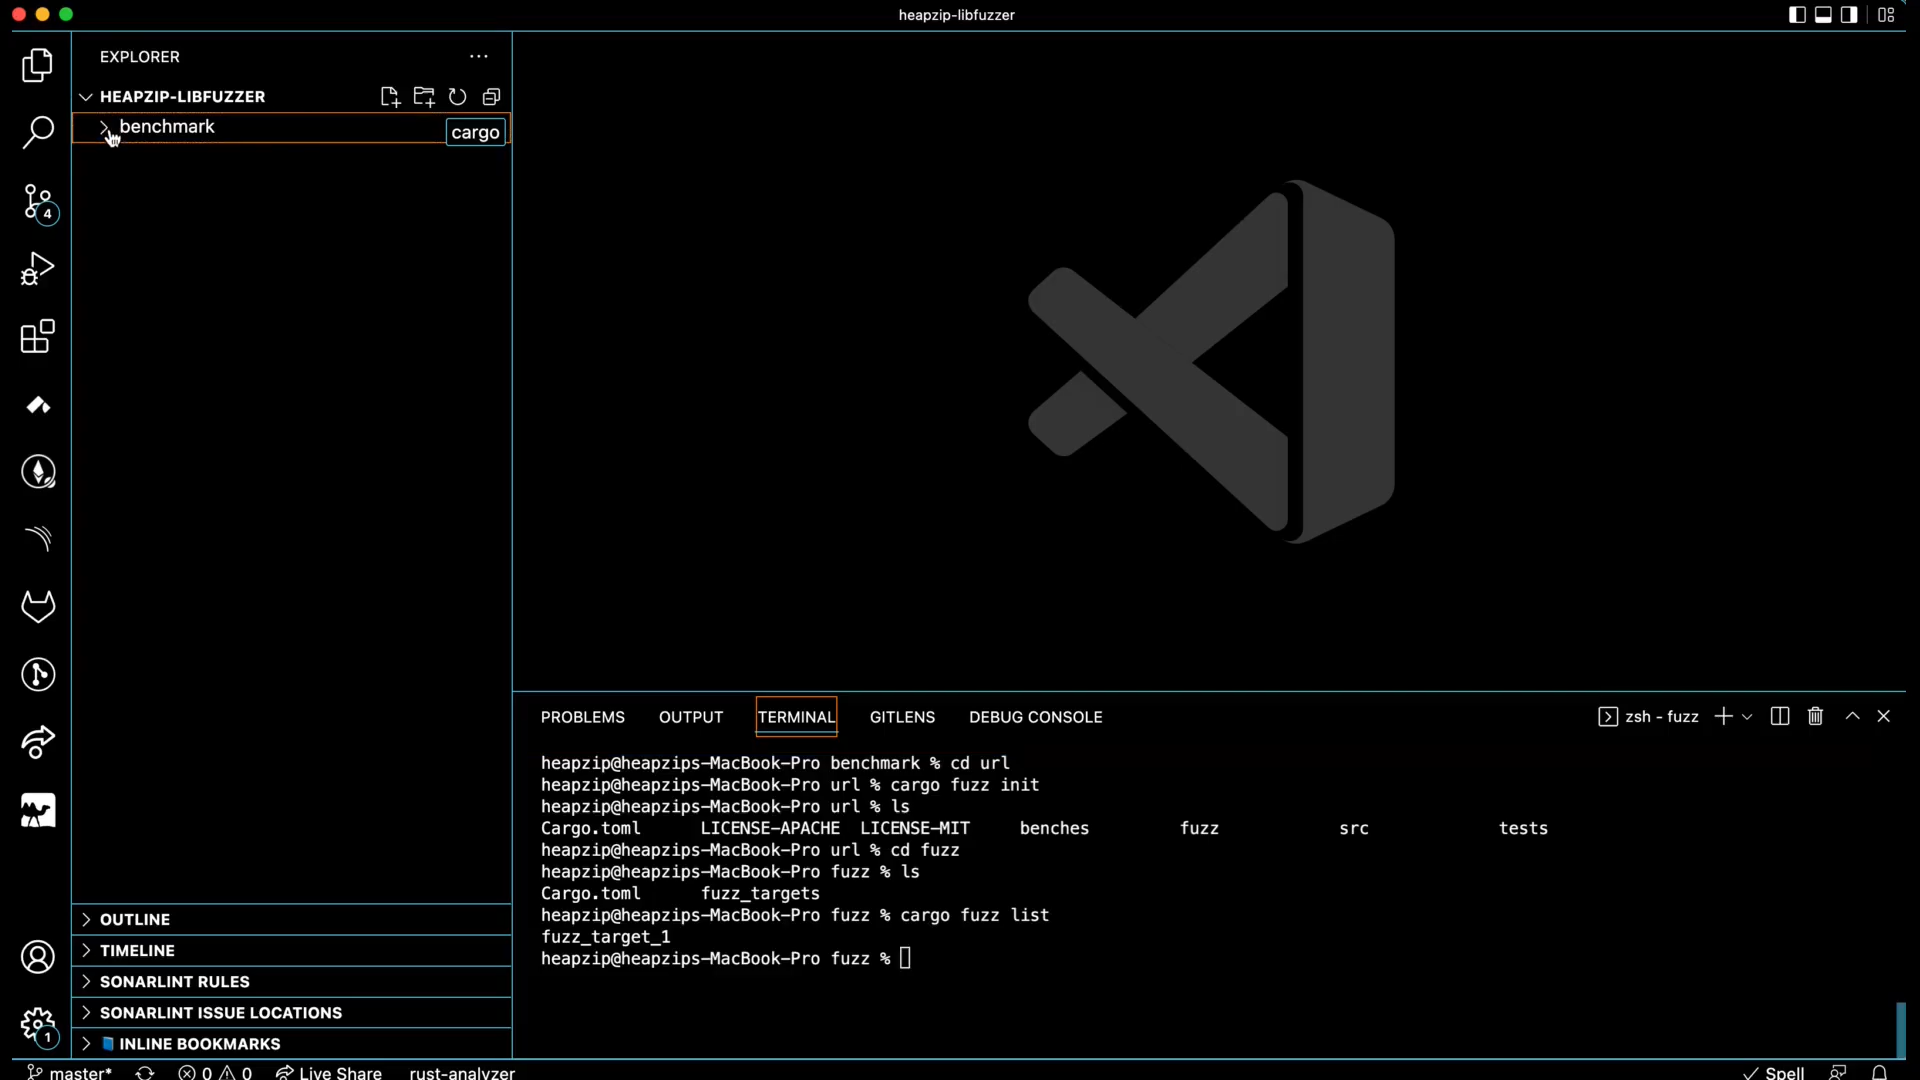 heapzip-libfuzzer
EXPLORER
HEAPZIP-LIBFUZZER
benchmark
cargo
4
OUTLINE
TIMELINE
SONARLINT RULES
SONARLINT ISSUE LOCATIONS
INLINE BOOKMARKS
1
PROBLEMS OUTPUT TERMINAL GITLENS DEBUG CONSOLE
zsh - fuzz
heapzip@heapzips-MacBook-Pro benchmark % cd url
heapzip@heapzips-MacBook-Pro url % cargo fuzz init
heapzip@heapzips-MacBook-Pro url % ls
Cargo.toml LICENSE-APACHE LICENSE-MIT benches fuzz src tests
heapzip@heapzips-MacBook-Pro url % cd fuzz
heapzip@heapzips-MacBook-Pro fuzz % ls
Cargo.toml fuzz_targets
heapzip@heapzips-MacBook-Pro fuzz % cargo fuzz list
fuzz_target_1
heapzip@heapzips-MacBook-Pro fuzz %
master* 0 0 Live Share rust-analyzer Spell